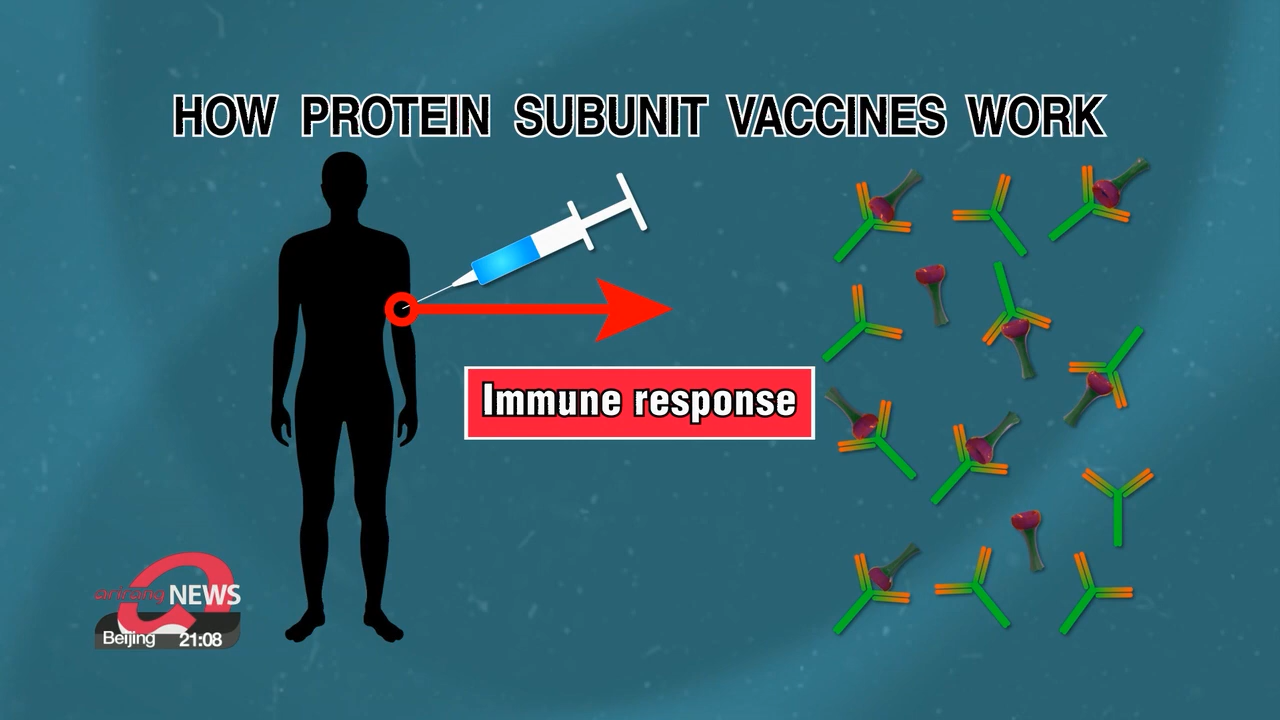 HOW PROTEIN SUBUNIT VACCINES WORK
Immune response
arirang NEWS
Beijing 21:08